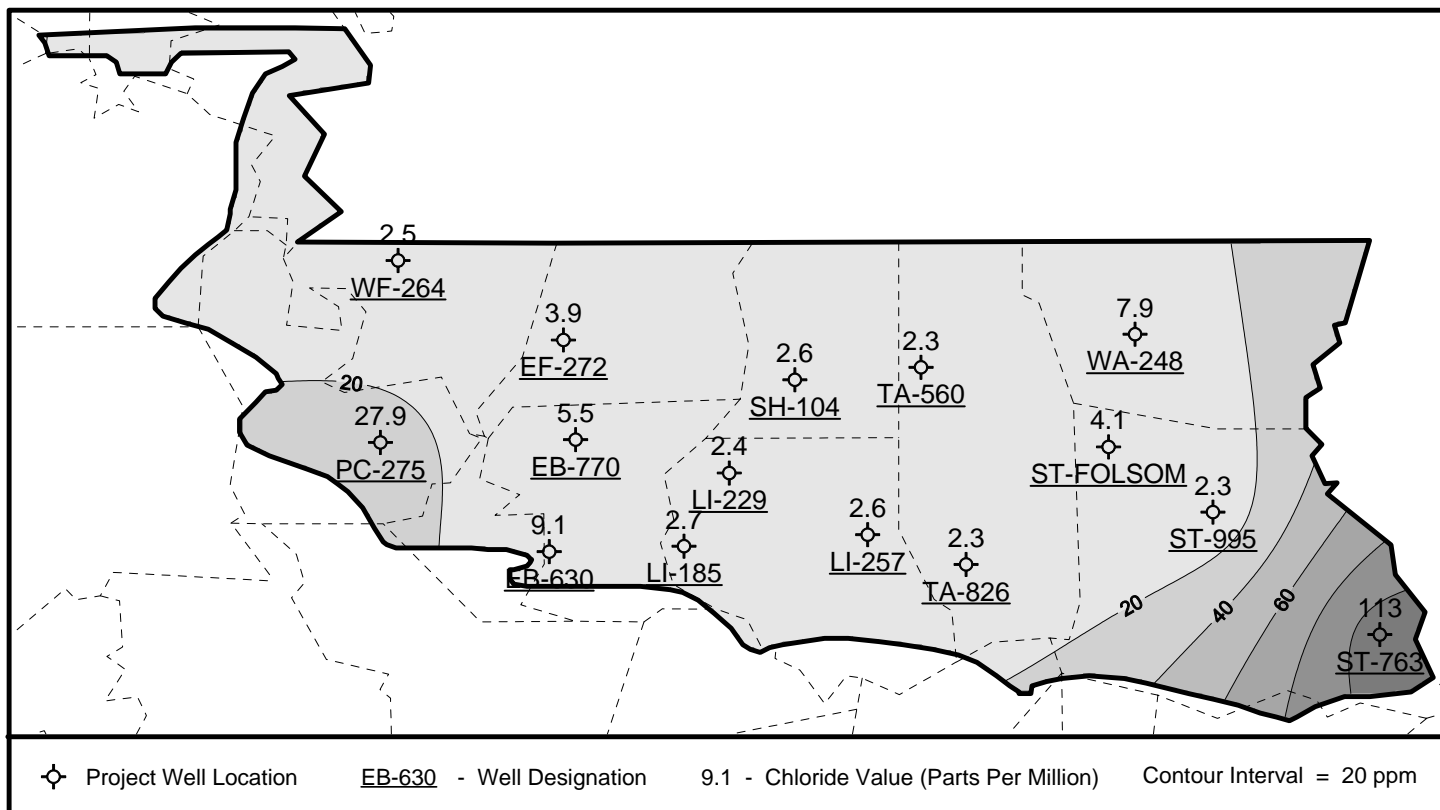 2.5
WF-264
3.9
EF-272
7.9
WA-248
2.3
TA-560
2.6
SH-104
20
27.9
PC-275
5.5
EB-770
2.4
LI-229
4.1
ST-FOLSOM
2.3
ST-995
9.1
EB-630
2.7
LI-185
2.6
LI-257
2.3
TA-826
20
40
60
113
ST-763
Project Well Location EB-630 - Well Designation 9.1 - Chloride Value (Parts Per Million) Contour Interval = 20 ppm